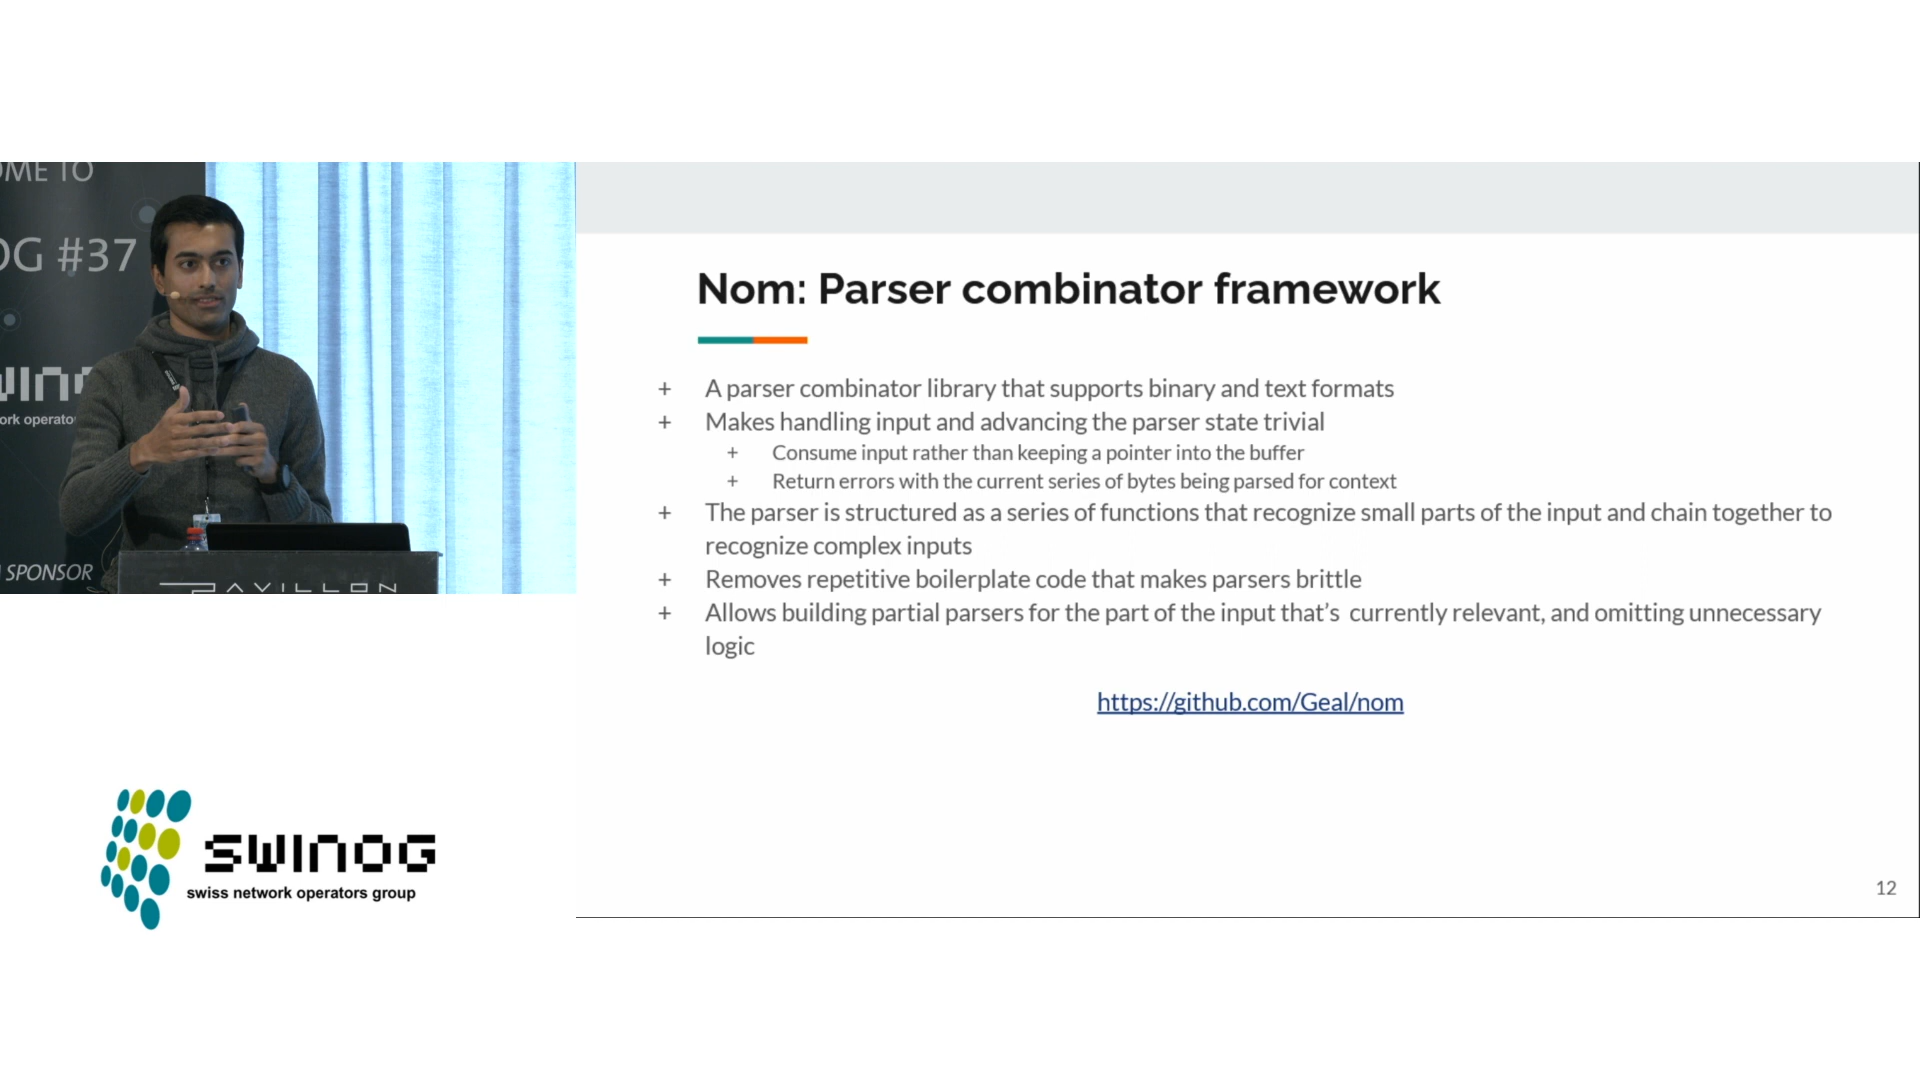 OME TO
OG #37
ork operato
SPONSOR
PAVILLON
Nom: Parser combinator framework
+ A parser combinator library that supports binary and text formats
+ Makes handling input and advancing the parser state trivial
+ Consume input rather than keeping a pointer into the buffer
+ Return errors with the current series of bytes being parsed for context
+ The parser is structured as a series of functions that recognize small parts of the input and chain together to
recognize complex inputs
+ Removes repetitive boilerplate code that makes parsers brittle
+ Allows building partial parsers for the part of the input that’s  currently relevant, and omitting unnecessary
logic
https://github.com/Geal/nom
12
SWINOG
swiss network operators group